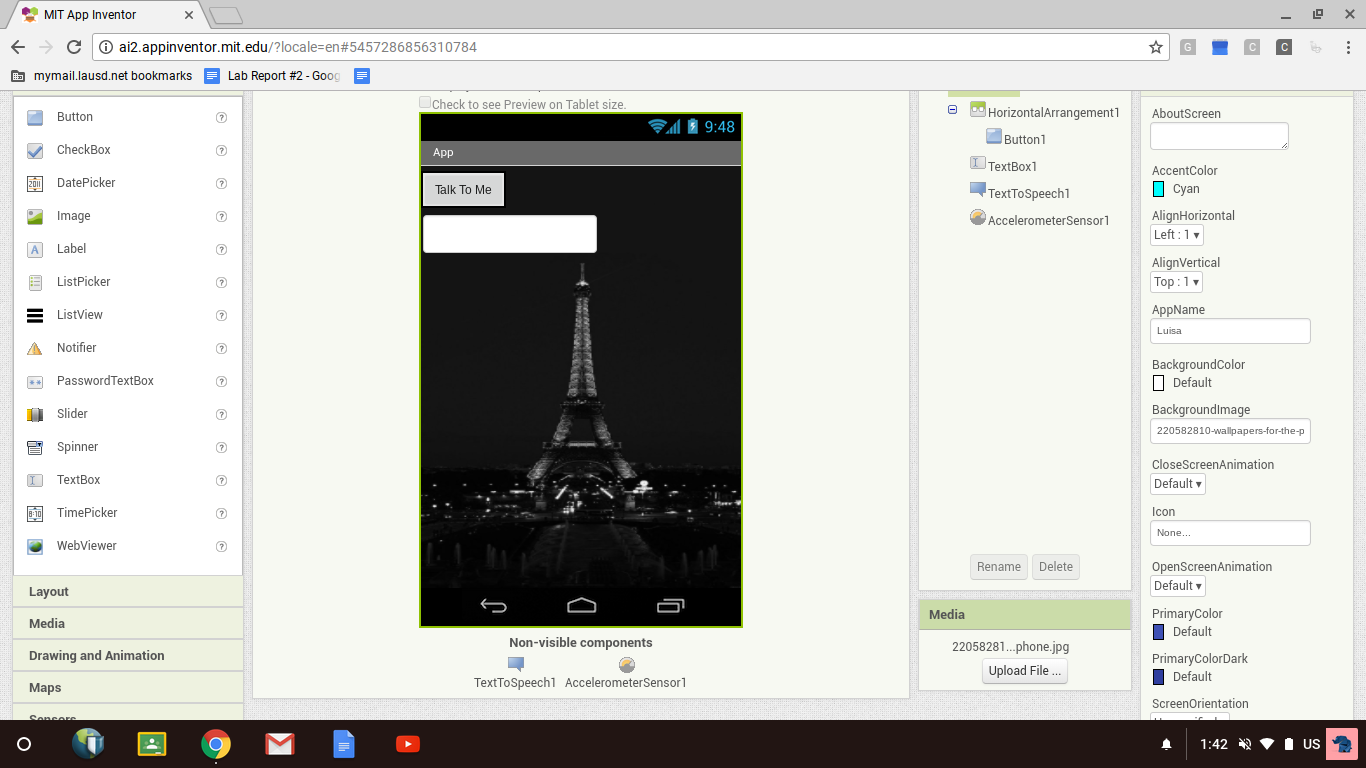 MIT App Inventor
ai2.appinventor.mit.edu/?locale=en#5457286856310784
G
C
C
mymail.lausd.net bookmarks
Lab Report #2 - Goog
Button
CheckBox
DatePicker
Image
Label
ListPicker
ListView
Notifier
PasswordTextBox
Slider
Spinner
TextBox
TimePicker
WebViewer
Layout
Media
Drawing and Animation
Maps
Sensors
Check to see Preview on Tablet size.
9:48
App
Talk To Me
Non-visible components
TextToSpeech1
AccelerometerSensor1
HorizontalArrangement1
Button1
TextBox1
TextToSpeech1
AccelerometerSensor1
Rename
Delete
Media
22058281...phone.jpg
Upload File ...
AboutScreen
AccentColor
Cyan
AlignHorizontal
Left : 1 ▾
AlignVertical
Top : 1 ▾
AppName
Luisa
BackgroundColor
Default
BackgroundImage
220582810-wallpapers-for-the-p
CloseScreenAnimation
Default ▾
Icon
None...
OpenScreenAnimation
Default ▾
PrimaryColor
Default
PrimaryColorDark
Default
ScreenOrientation
1:42
US